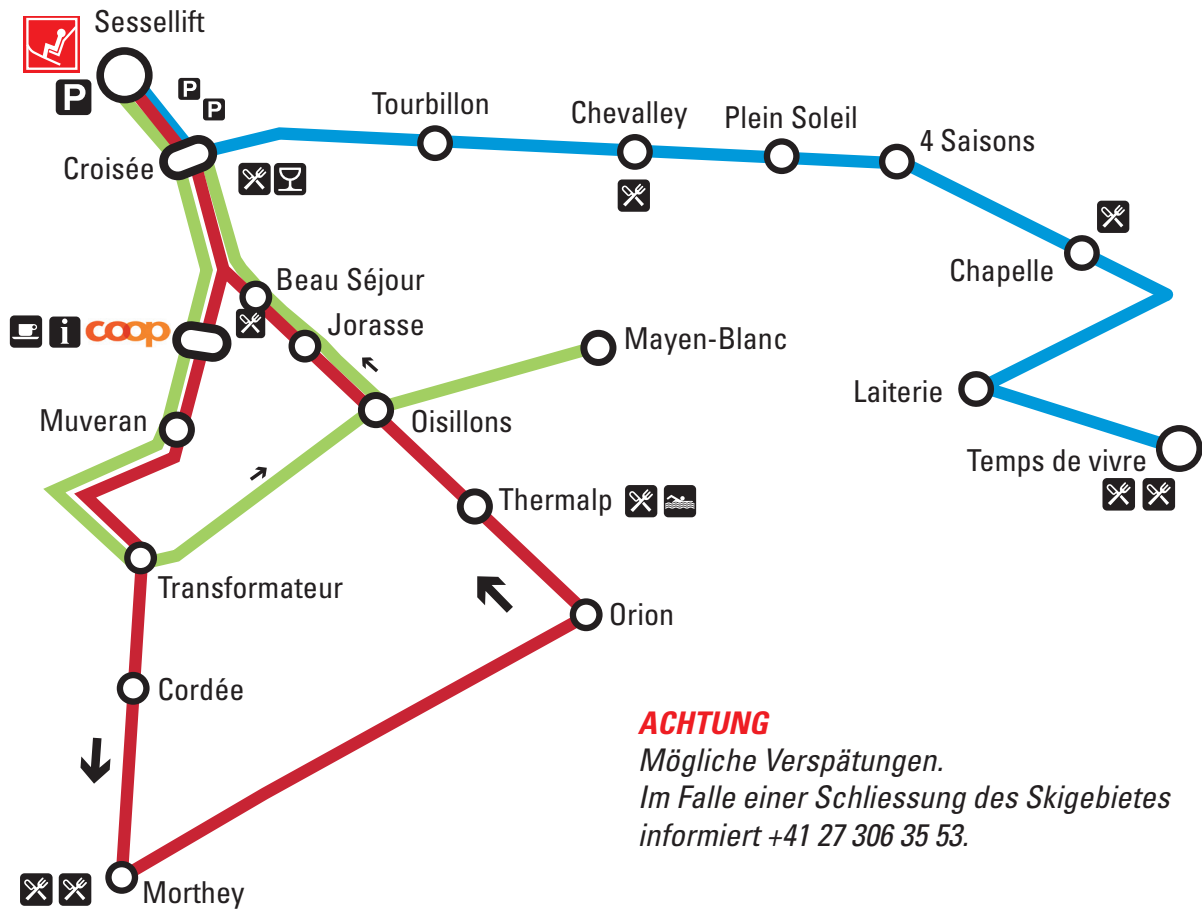 Sessellift
P
P
P
Croisée
Tourbillon
Chevalley
Plein Soleil
4 Saisons
Chapelle
Beau Séjour
Jorasse
i coop
Mayen-Blanc
Laiterie
Muveran
Oisillons
Temps de vivre
Thermalp
Transformateur
Orion
Cordée
ACHTUNG
Mögliche Verspätungen.
Im Falle einer Schliessung des Skigebietes
informiert +41 27 306 35 53.
Morthey